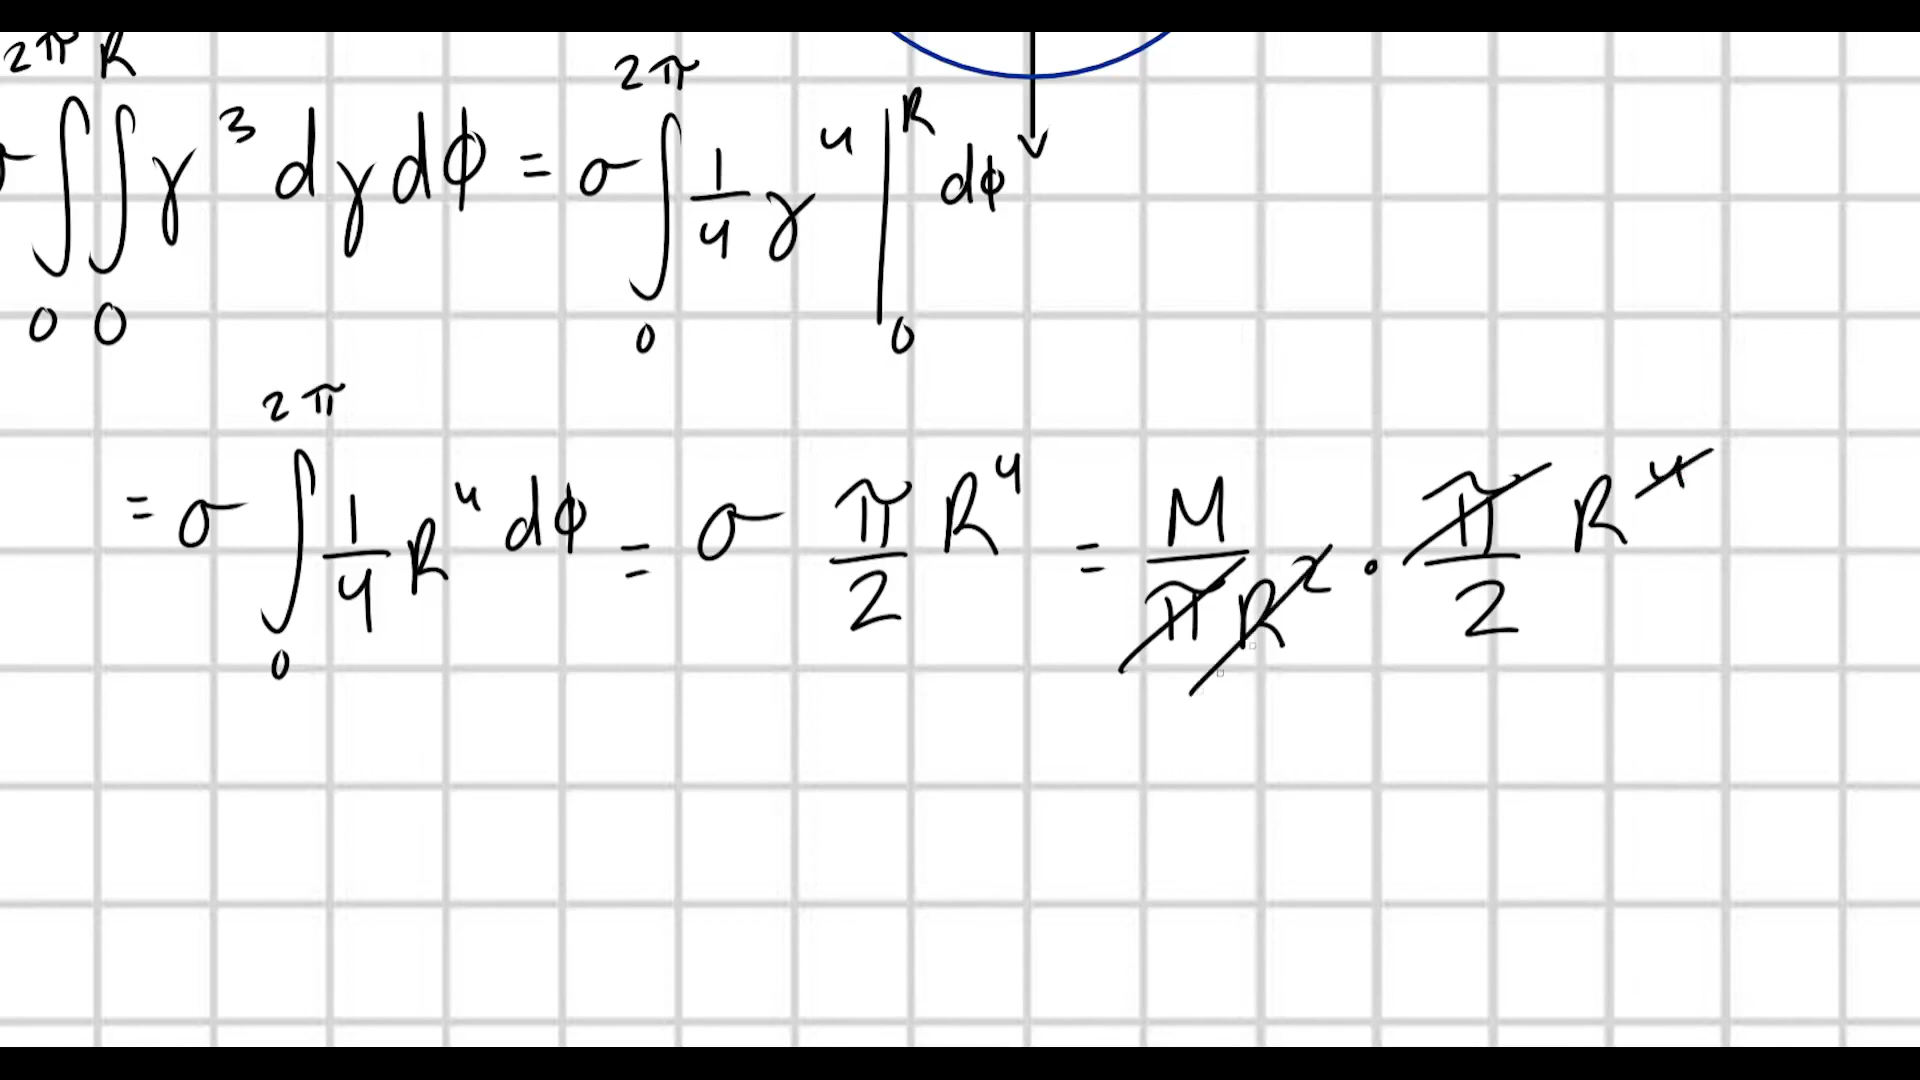 σ ∫₀^{2π} ∫₀^{R} r³ dr dϕ = σ ∫₀^{2π} 1/4 r⁴ |₀^{R} dϕ
= σ ∫₀^{2π} 1/4 R⁴ dϕ = σ π/2 R⁴ = M/(πR²) · π/2 R⁴